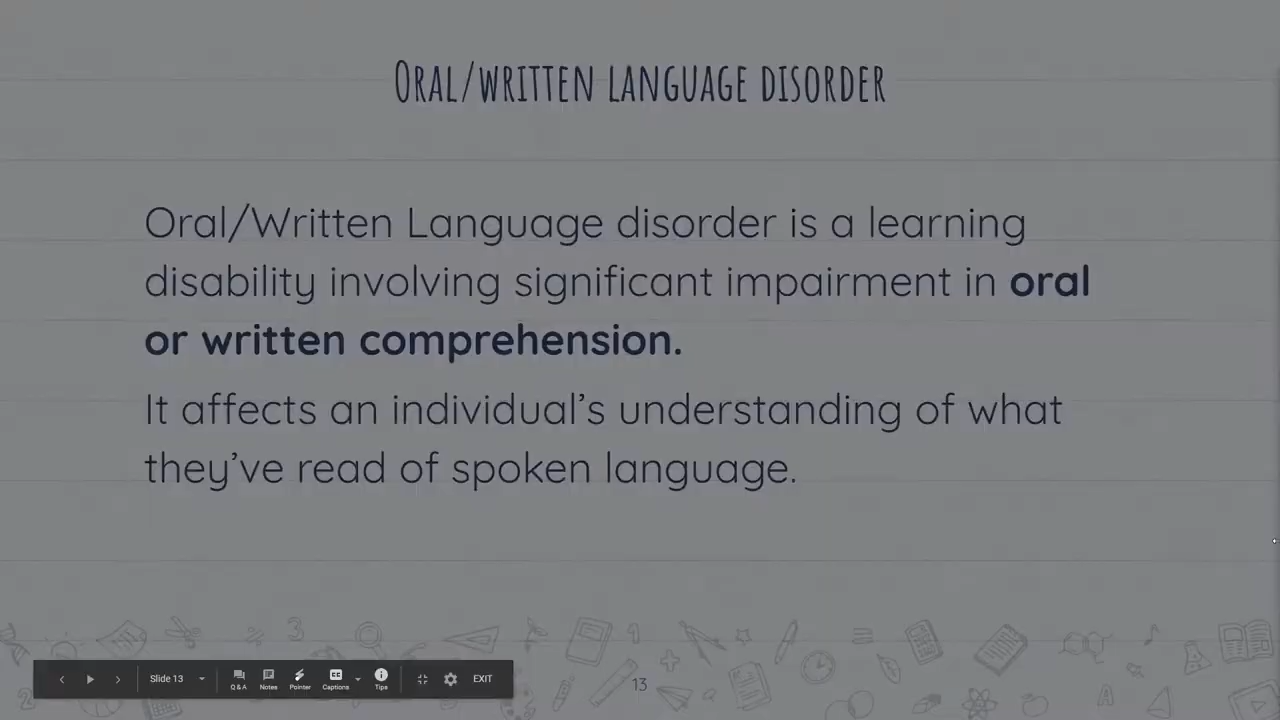 Oral/written language disorder
Oral/Written Language disorder is a learning
disability involving significant impairment in oral
or written comprehension.
It affects an individual's understanding of what
they've read of spoken language.
Slide 13
Q&A
Notes
Pointer
Captions
Tips
EXIT
13